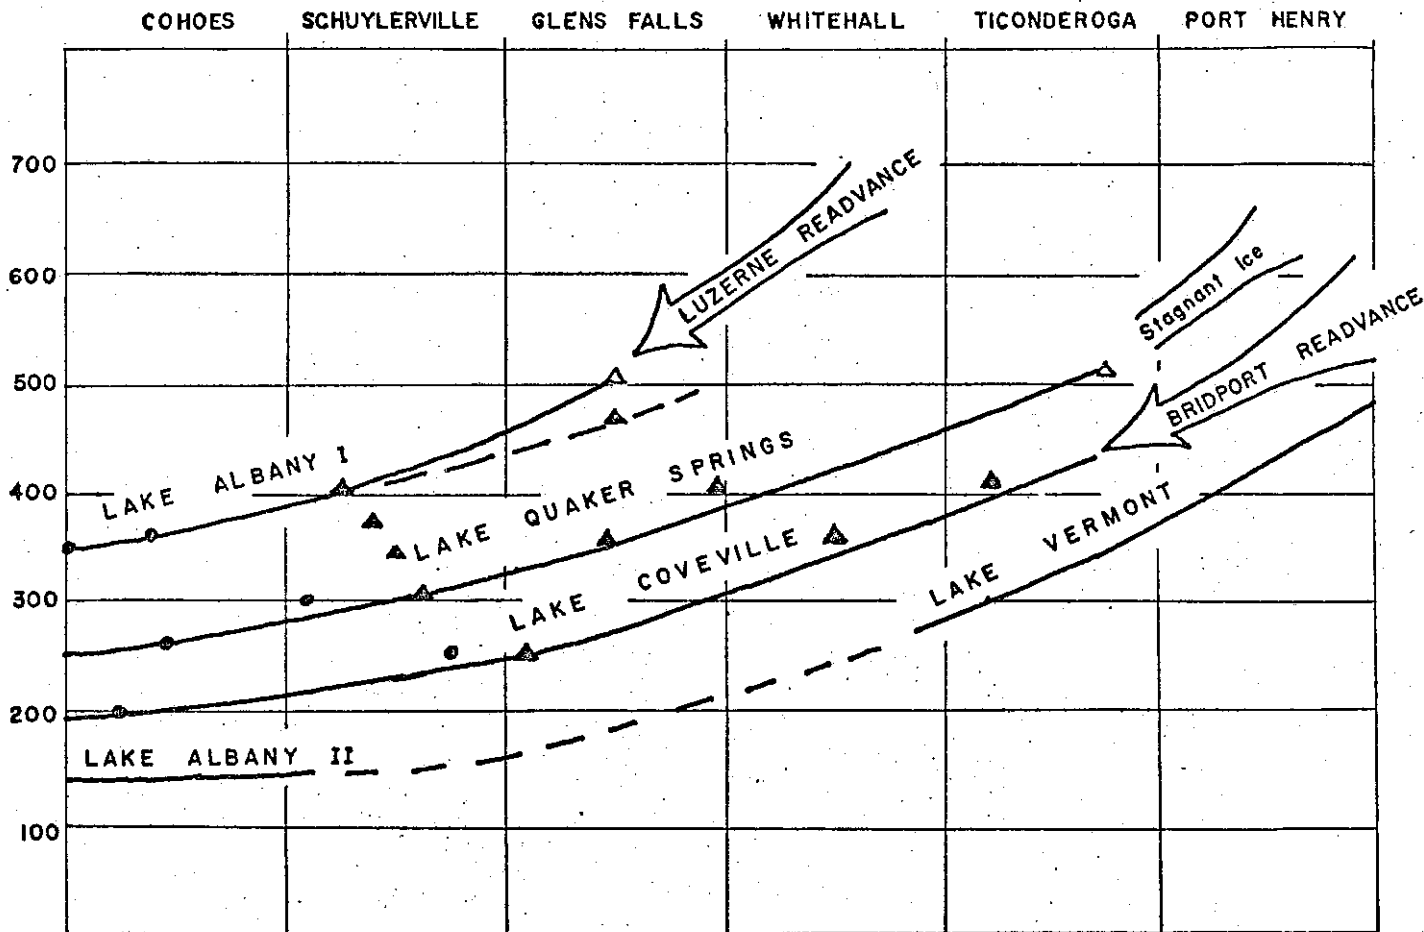 COHOES SCHUYLERVILLE GLENS FALLS WHITEHALL TICONDEROGA PORT HENRY
700
LUZERNE READVANCE
600
Stagnant Ice
500
BRIDPORT READVANCE
LAKE ALBANY I
400
LAKE QUAKER SPRINGS
LAKE COVEVILLE
LAKE VERMONT
300
200
LAKE ALBANY II
100